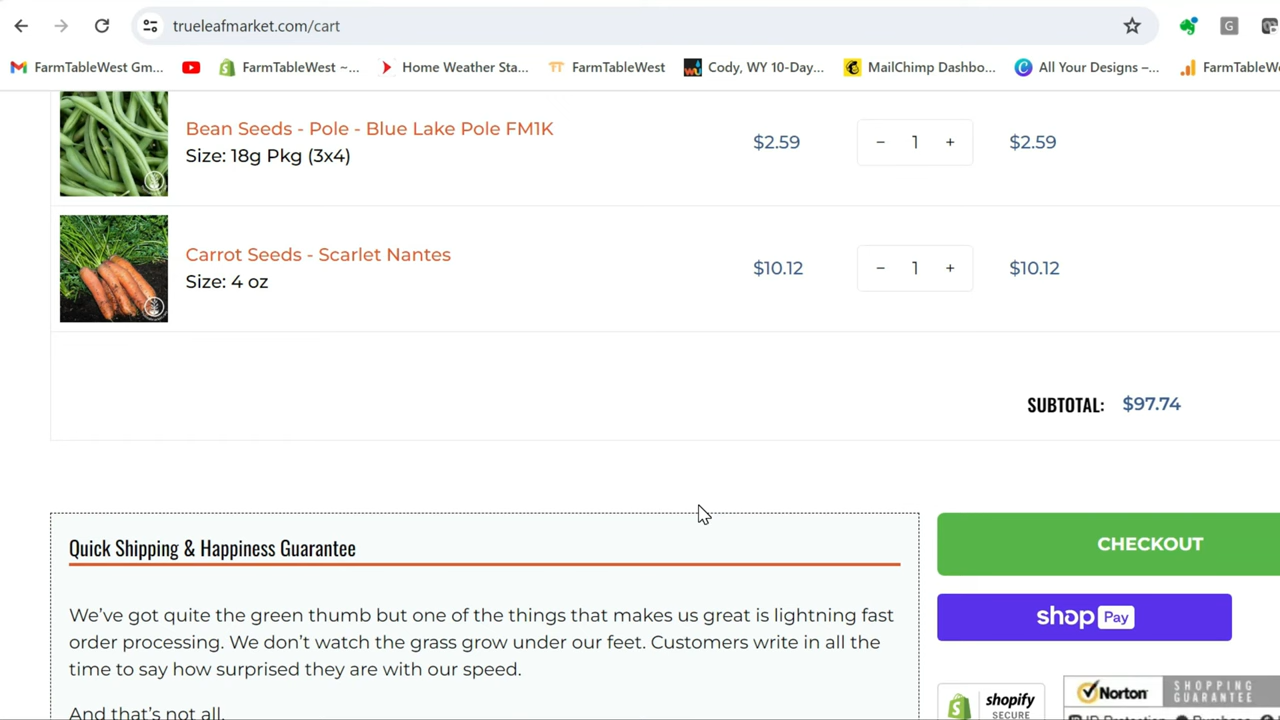 trueleafmarket.com/cart
G
FarmTableWest Gm...
FarmTableWest ~...
Home Weather Sta...
TT FarmTableWest
WU Cody, WY 10-Day...
MailChimp Dashbo...
C All Your Designs –...
FarmTableWe
Bean Seeds - Pole - Blue Lake Pole FM1K
Size: 18g Pkg (3x4)
$2.59
− 1 +
$2.59
Carrot Seeds - Scarlet Nantes
Size: 4 oz
$10.12
− 1 +
$10.12
SUBTOTAL: $97.74
Quick Shipping & Happiness Guarantee
We’ve got quite the green thumb but one of the things that makes us great is lightning fast
order processing. We don’t watch the grass grow under our feet. Customers write in all the
time to say how surprised they are with our speed.
And that’s not all.
CHECKOUT
shop Pay
shopify
SECURE
Norton
SHOPPING
GUARANTEE